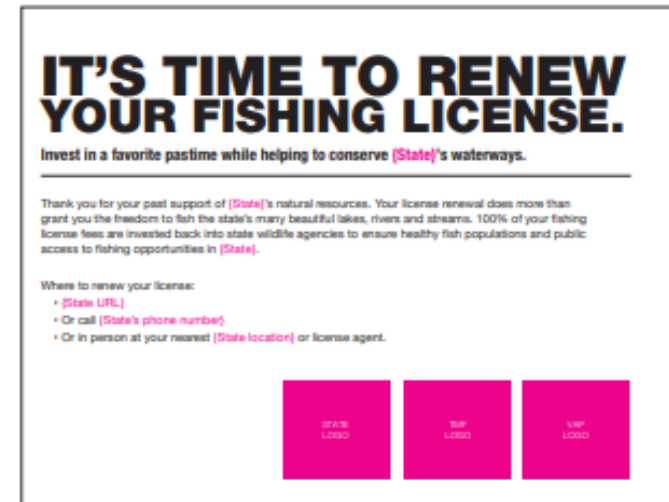 IT'S TIME TO RENEW
YOUR FISHING LICENSE.
Invest in a favorite pastime while helping to conserve {State}'s waterways.
Thank you for your past support of {State}'s natural resources. Your license renewal does more than
grant you the freedom to fish the state's many beautiful lakes, rivers and streams. 100% of your fishing
license fees are invested back into state wildlife agencies to ensure healthy fish populations and public
access to fishing opportunities in {State}.
Where to renew your license:
• {State URL}
• Or call {State's phone number}
• Or in person at your nearest {State location} or license agent.
STATE
LOGO
TMF
LOGO
LOGO